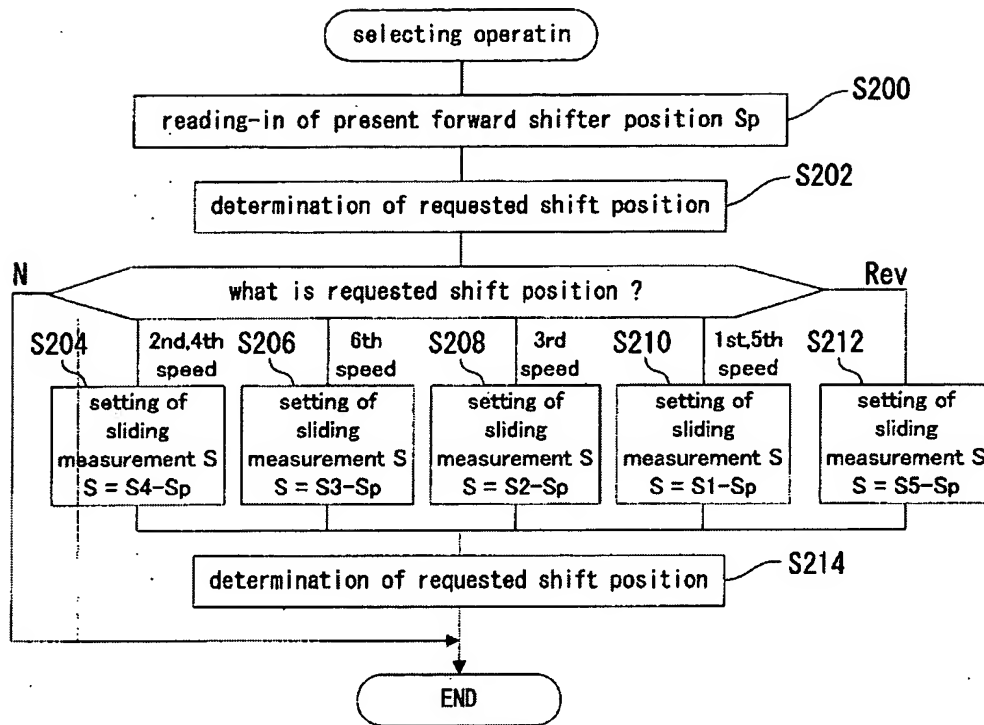 selecting operatin
S200
reading-in of present forward shifter position Sp
S202
determination of requested shift position
N
Rev
what is requested shift position ?
S204
2nd,4th
speed
S206
6th
speed
S208
3rd
speed
S210
1st,5th
speed
S212
setting of
sliding
measurement S
S = S4-Sp
setting of
sliding
measurement S
S = S3-Sp
setting of
sliding
measurement S
S = S2-Sp
setting of
sliding
measurement S
S = S1-Sp
setting of
sliding
measurement S
S = S5-Sp
S214
determination of requested shift position
END